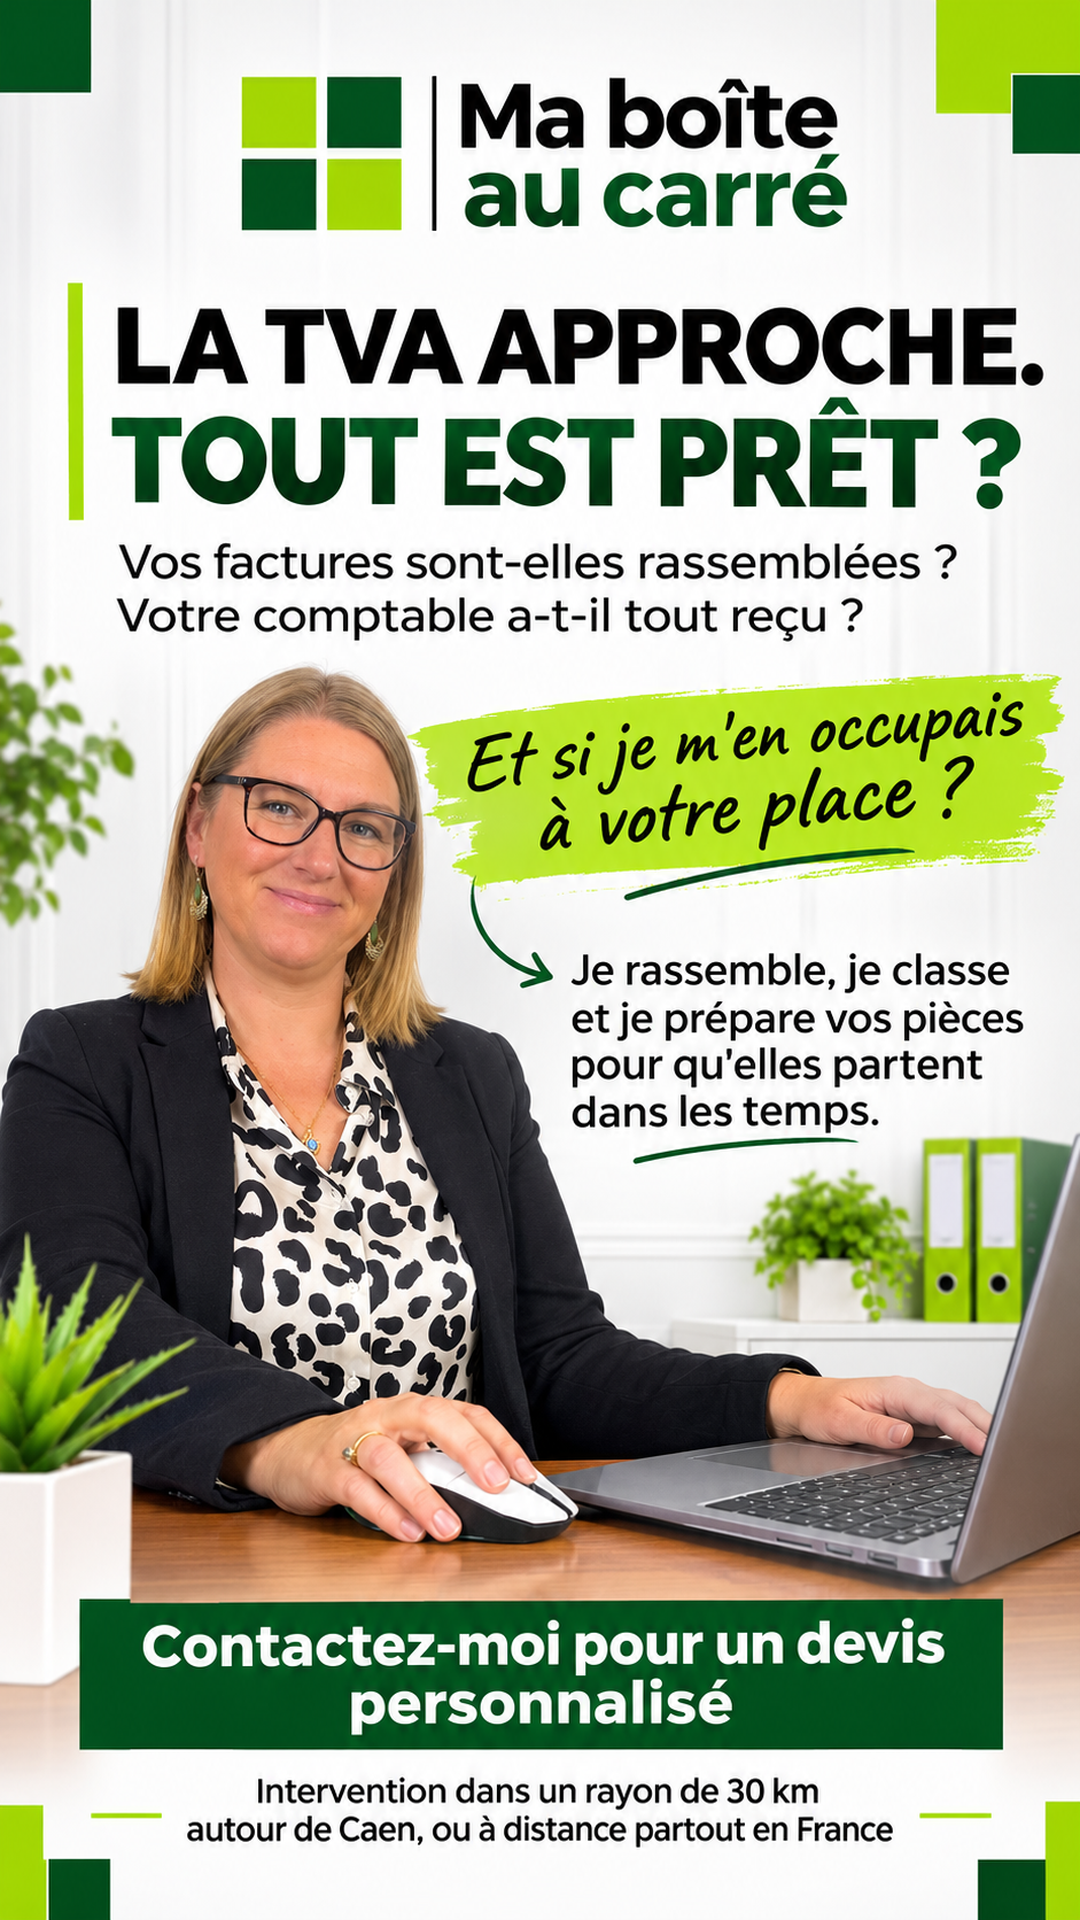 Ma boîte
au carré
LA TVA APPROCHE.
TOUT EST PRÊT ?
Vos factures sont-elles rassemblées ?
Votre comptable a-t-il tout reçu ?
Et si je m'en occupais
à votre place ?
Je rassemble, je classe
et je prépare vos pièces
pour qu'elles partent
dans les temps.
Contactez-moi pour un devis
personnalisé
Intervention dans un rayon de 30 km
autour de Caen, ou à distance partout en France